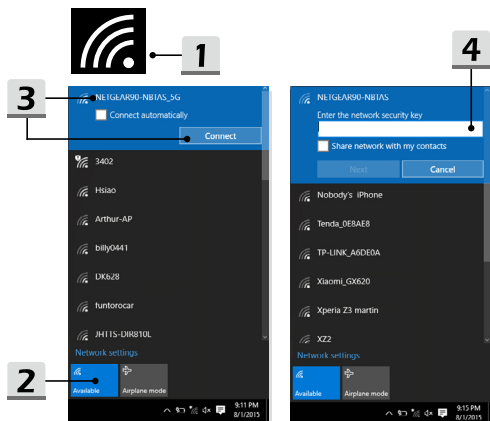 1
3
NETGEAR90-NBTAS_5G
Connect automatically
Connect
3402
Hsiao
Arthur-AP
billy0441
DK628
funtorocar
JHTTS-DIR810L
Network settings
2
Available
Airplane mode
9:11 PM
8/1/2015
4
NETGEAR90-NBTAS
Enter the network security key
Share network with my contacts
Next
Cancel
Nobody's iPhone
Tenda_0E8AE8
TP-LINK_A6DE0A
Xiaomi_GX620
Xperia Z3 martin
XZ2
Network settings
Available
Airplane mode
9:15 PM
8/1/2015